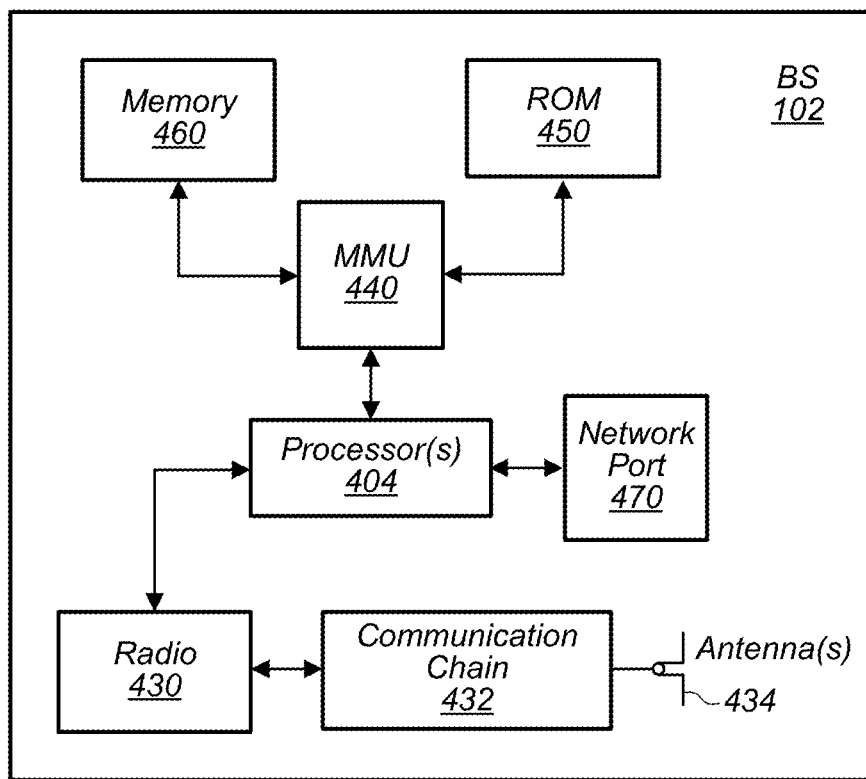 Memory
460
ROM
450
BS
102
MMU
440
Processor(s)
404
Network
Port
470
Radio
430
Communication
Chain
432
Antenna(s)
434